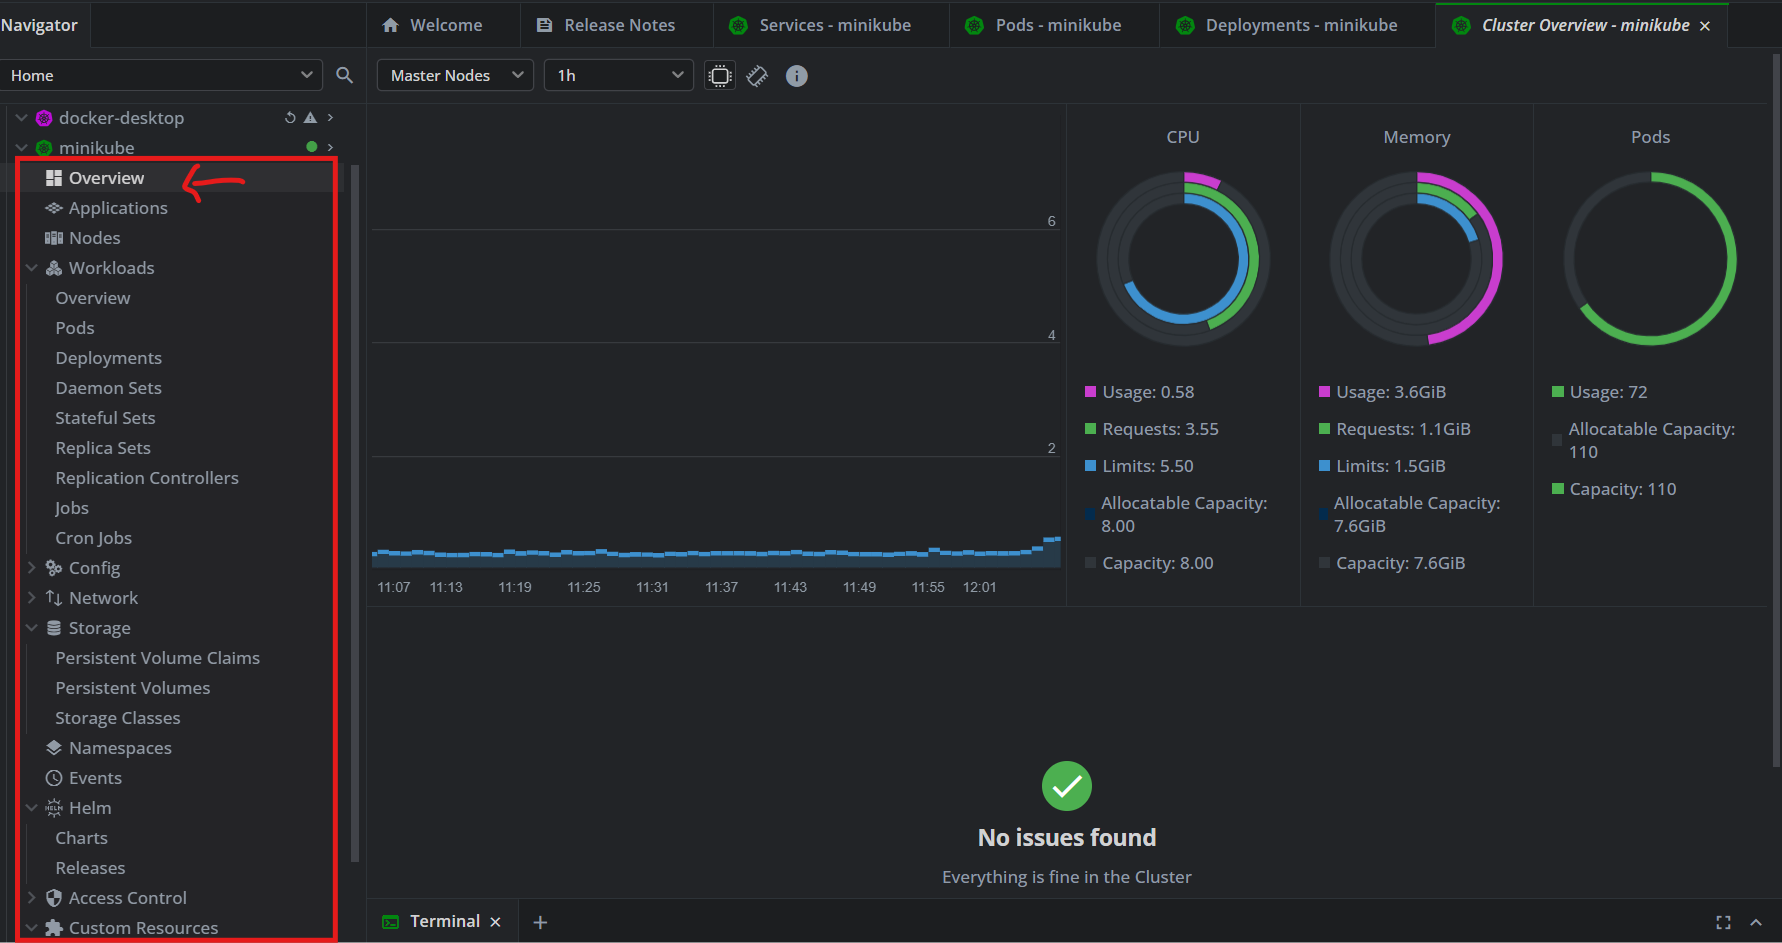 Navigator
Welcome
Release Notes
Services - minikube
Pods - minikube
Deployments - minikube
Cluster Overview - minikube
Home
Master Nodes
1h
docker-desktop
minikube
Overview
Applications
Nodes
Workloads
Overview
Pods
Deployments
Daemon Sets
Stateful Sets
Replica Sets
Replication Controllers
Jobs
Cron Jobs
Config
Network
Storage
Persistent Volume Claims
Persistent Volumes
Storage Classes
Namespaces
Events
Helm
Charts
Releases
Access Control
Custom Resources
6
4
2
11:07 11:13 11:19 11:25 11:31 11:37 11:43 11:49 11:55 12:01
CPU
Usage: 0.58
Requests: 3.55
Limits: 5.50
Allocatable Capacity:
8.00
Capacity: 8.00
Memory
Usage: 3.6GiB
Requests: 1.1GiB
Limits: 1.5GiB
Allocatable Capacity:
7.6GiB
Capacity: 7.6GiB
Pods
Usage: 72
Allocatable Capacity:
110
Capacity: 110
No issues found
Everything is fine in the Cluster
Terminal